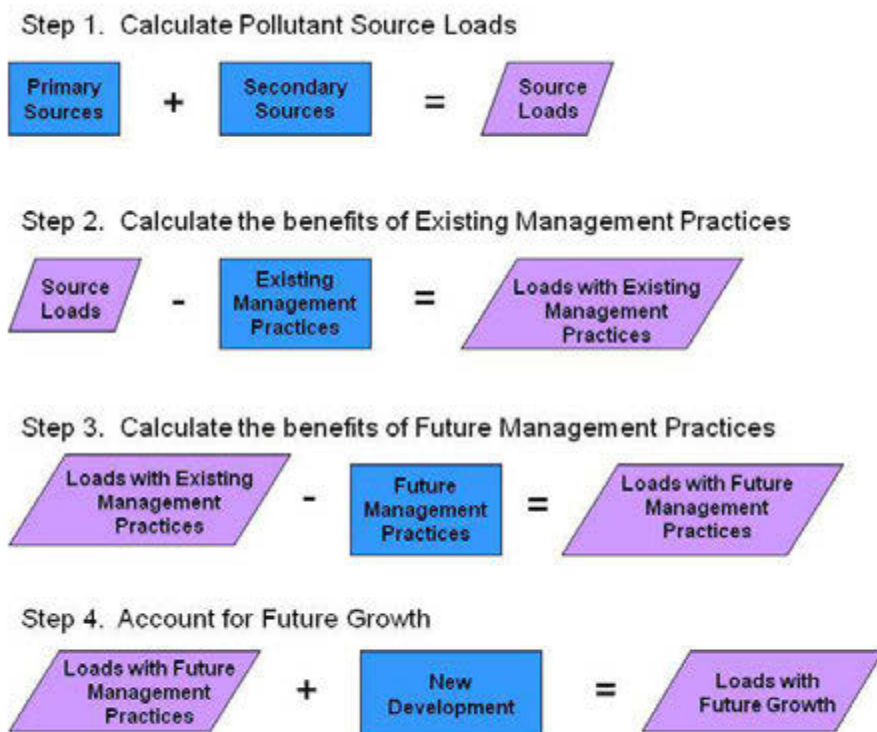 Step 1. Calculate Pollutant Source Loads
Primary
Sources
+
Secondary
Sources
=
Source
Loads
Step 2. Calculate the benefits of Existing Management Practices
Source
Loads
-
Existing
Management
Practices
=
Loads with Existing
Management
Practices
Step 3. Calculate the benefits of Future Management Practices
Loads with Existing
Management
Practices
-
Future
Management
Practices
=
Loads with Future
Management
Practices
Step 4. Account for Future Growth
Loads with Future
Management
Practices
+
New
Development
=
Loads with
Future Growth